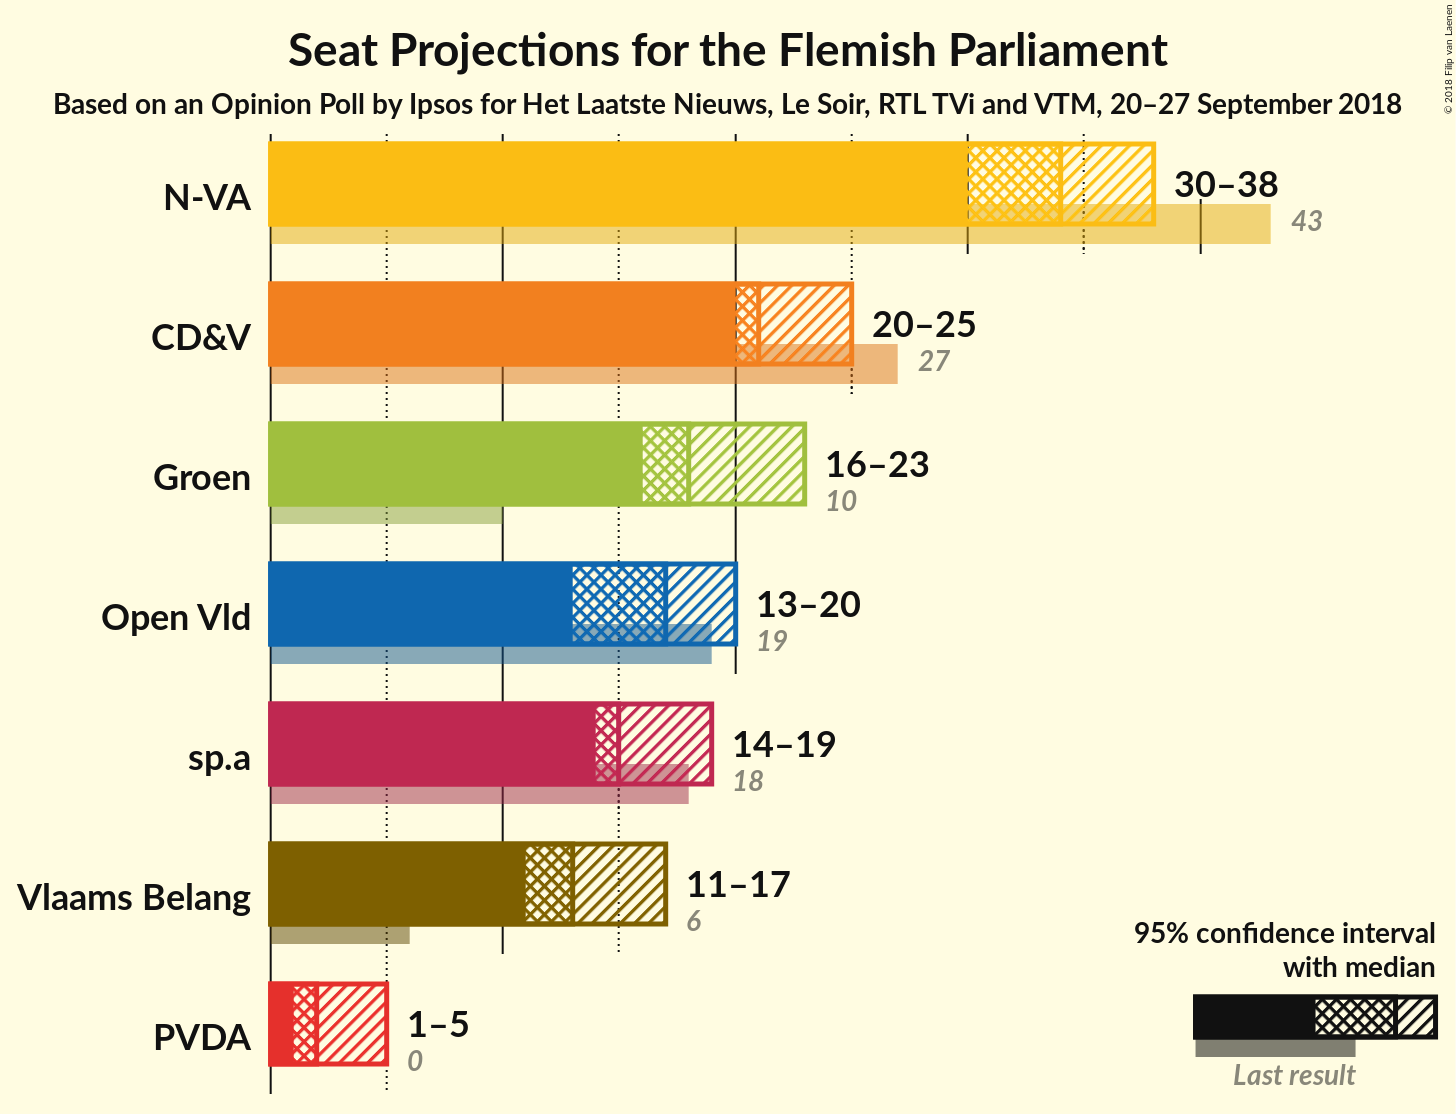 Seat Projections for the Flemish Parliament
Based on an Opinion Poll by Ipsos for Het Laatste Nieuws, Le Soir, RTL TVi and VTM, 20–27 September 2018
© 2018 Filip van Laenen
N-VA
30–38
43
CD&V
20–25
27
Groen
16–23
10
Open Vld
13–20
19
sp.a
14–19
18
Vlaams Belang
11–17
6
PVDA
1–5
0
95% confidence interval
with median
Last result